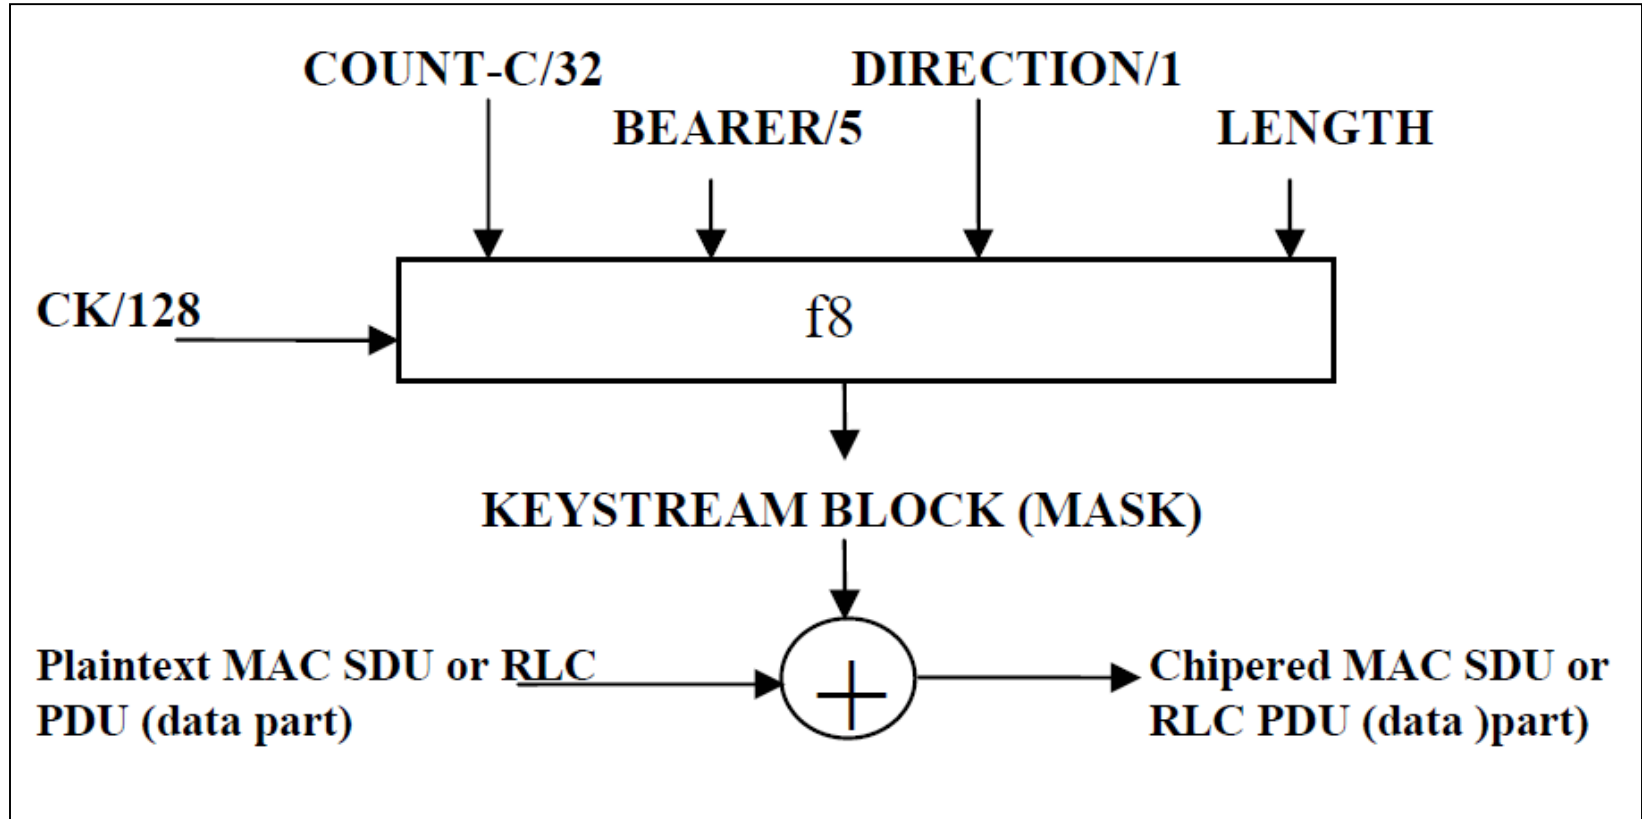 COUNT-C/32
DIRECTION/1
BEARER/5
LENGTH
CK/128
f8
KEYSTREAM BLOCK (MASK)
Plaintext MAC SDU or RLC
PDU (data part)
Chipered MAC SDU or
RLC PDU (data )part)